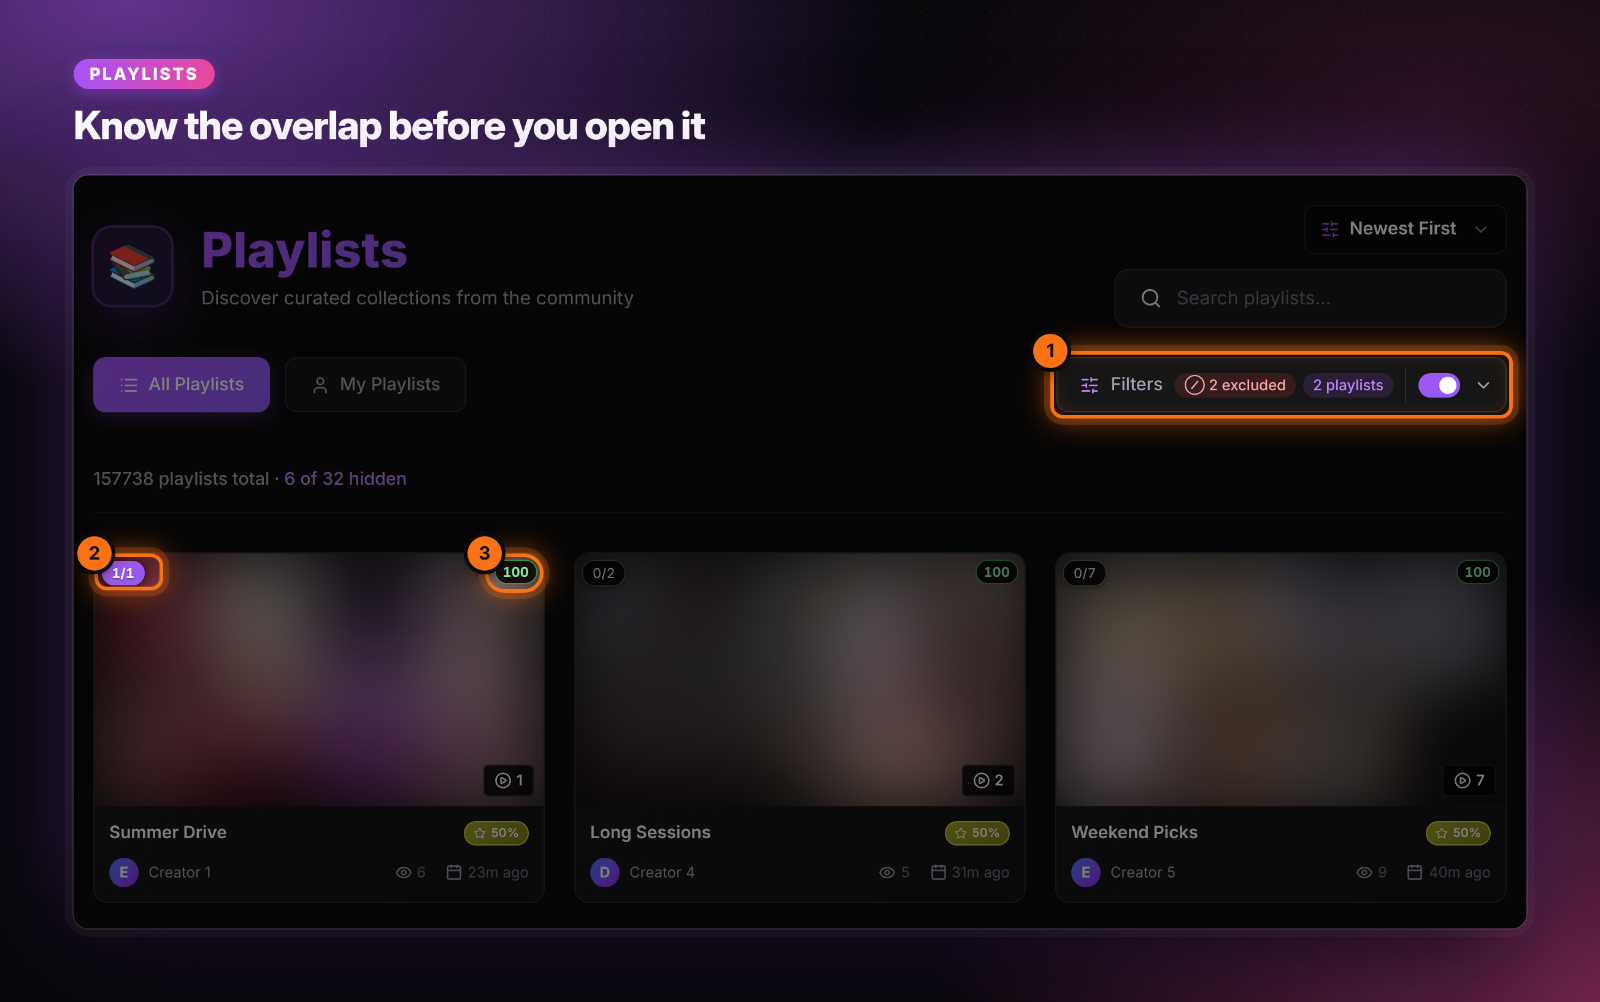 PLAYLISTS
Know the overlap before you open it
Playlists
Discover curated collections from the community
Newest First
Search playlists...
All Playlists
My Playlists
1
Filters
2 excluded
2 playlists
157738 playlists total · 6 of 32 hidden
2
1/1
3
100
1
Summer Drive
50%
E
Creator 1
6
23m ago
0/2
100
2
Long Sessions
50%
D
Creator 4
5
31m ago
0/7
100
7
Weekend Picks
50%
E
Creator 5
9
40m ago